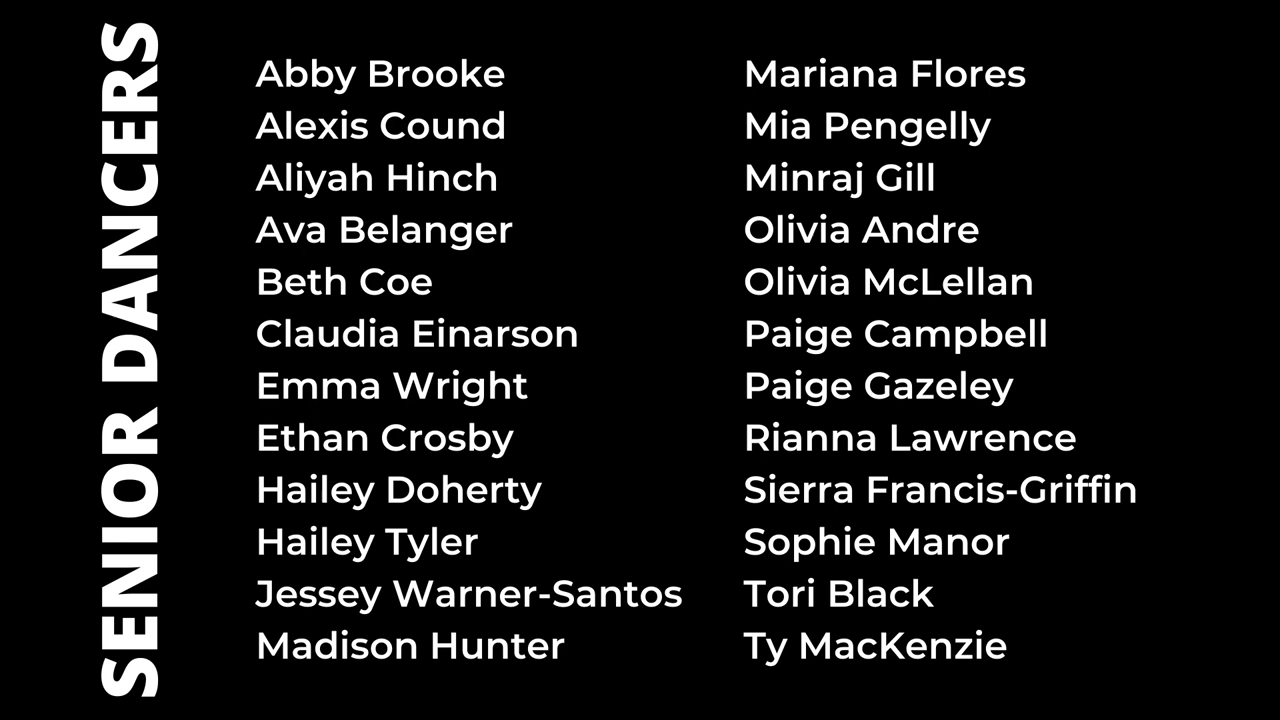 SENIOR DANCERS
Abby Brooke
Alexis Cound
Aliyah Hinch
Ava Belanger
Beth Coe
Claudia Einarson
Emma Wright
Ethan Crosby
Hailey Doherty
Hailey Tyler
Jessey Warner-Santos
Madison Hunter
Mariana Flores
Mia Pengelly
Minraj Gill
Olivia Andre
Olivia McLellan
Paige Campbell
Paige Gazeley
Rianna Lawrence
Sierra Francis-Griffin
Sophie Manor
Tori Black
Ty MacKenzie